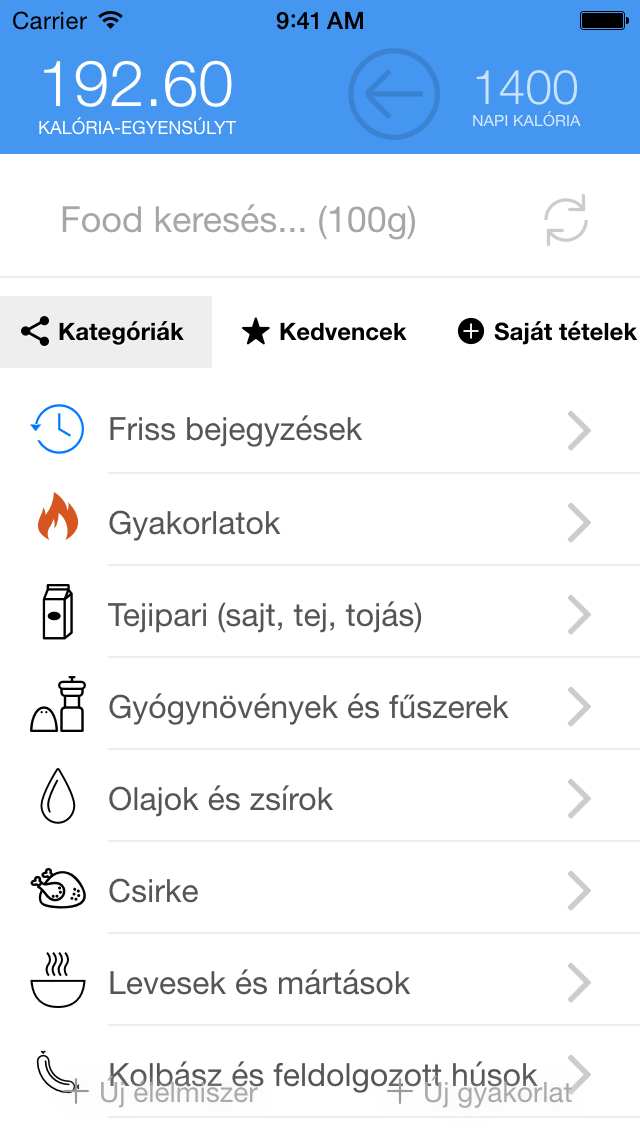 Carrier 9:41 AM
192.60 1400
KALÓRIA-EGYENSÚLYT NAPI KALÓRIA
Food keresés... (100g)
Kategóriák Kedvencek Saját tételek
Friss bejegyzések
Gyakorlatok
Tejipari (sajt, tej, tojás)
Gyógynövények és fűszerek
Olajok és zsírok
Csirke
Levesek és mártások
Kolbász és feldolgozott húsok
Új élelmiszer Új gyakorlat